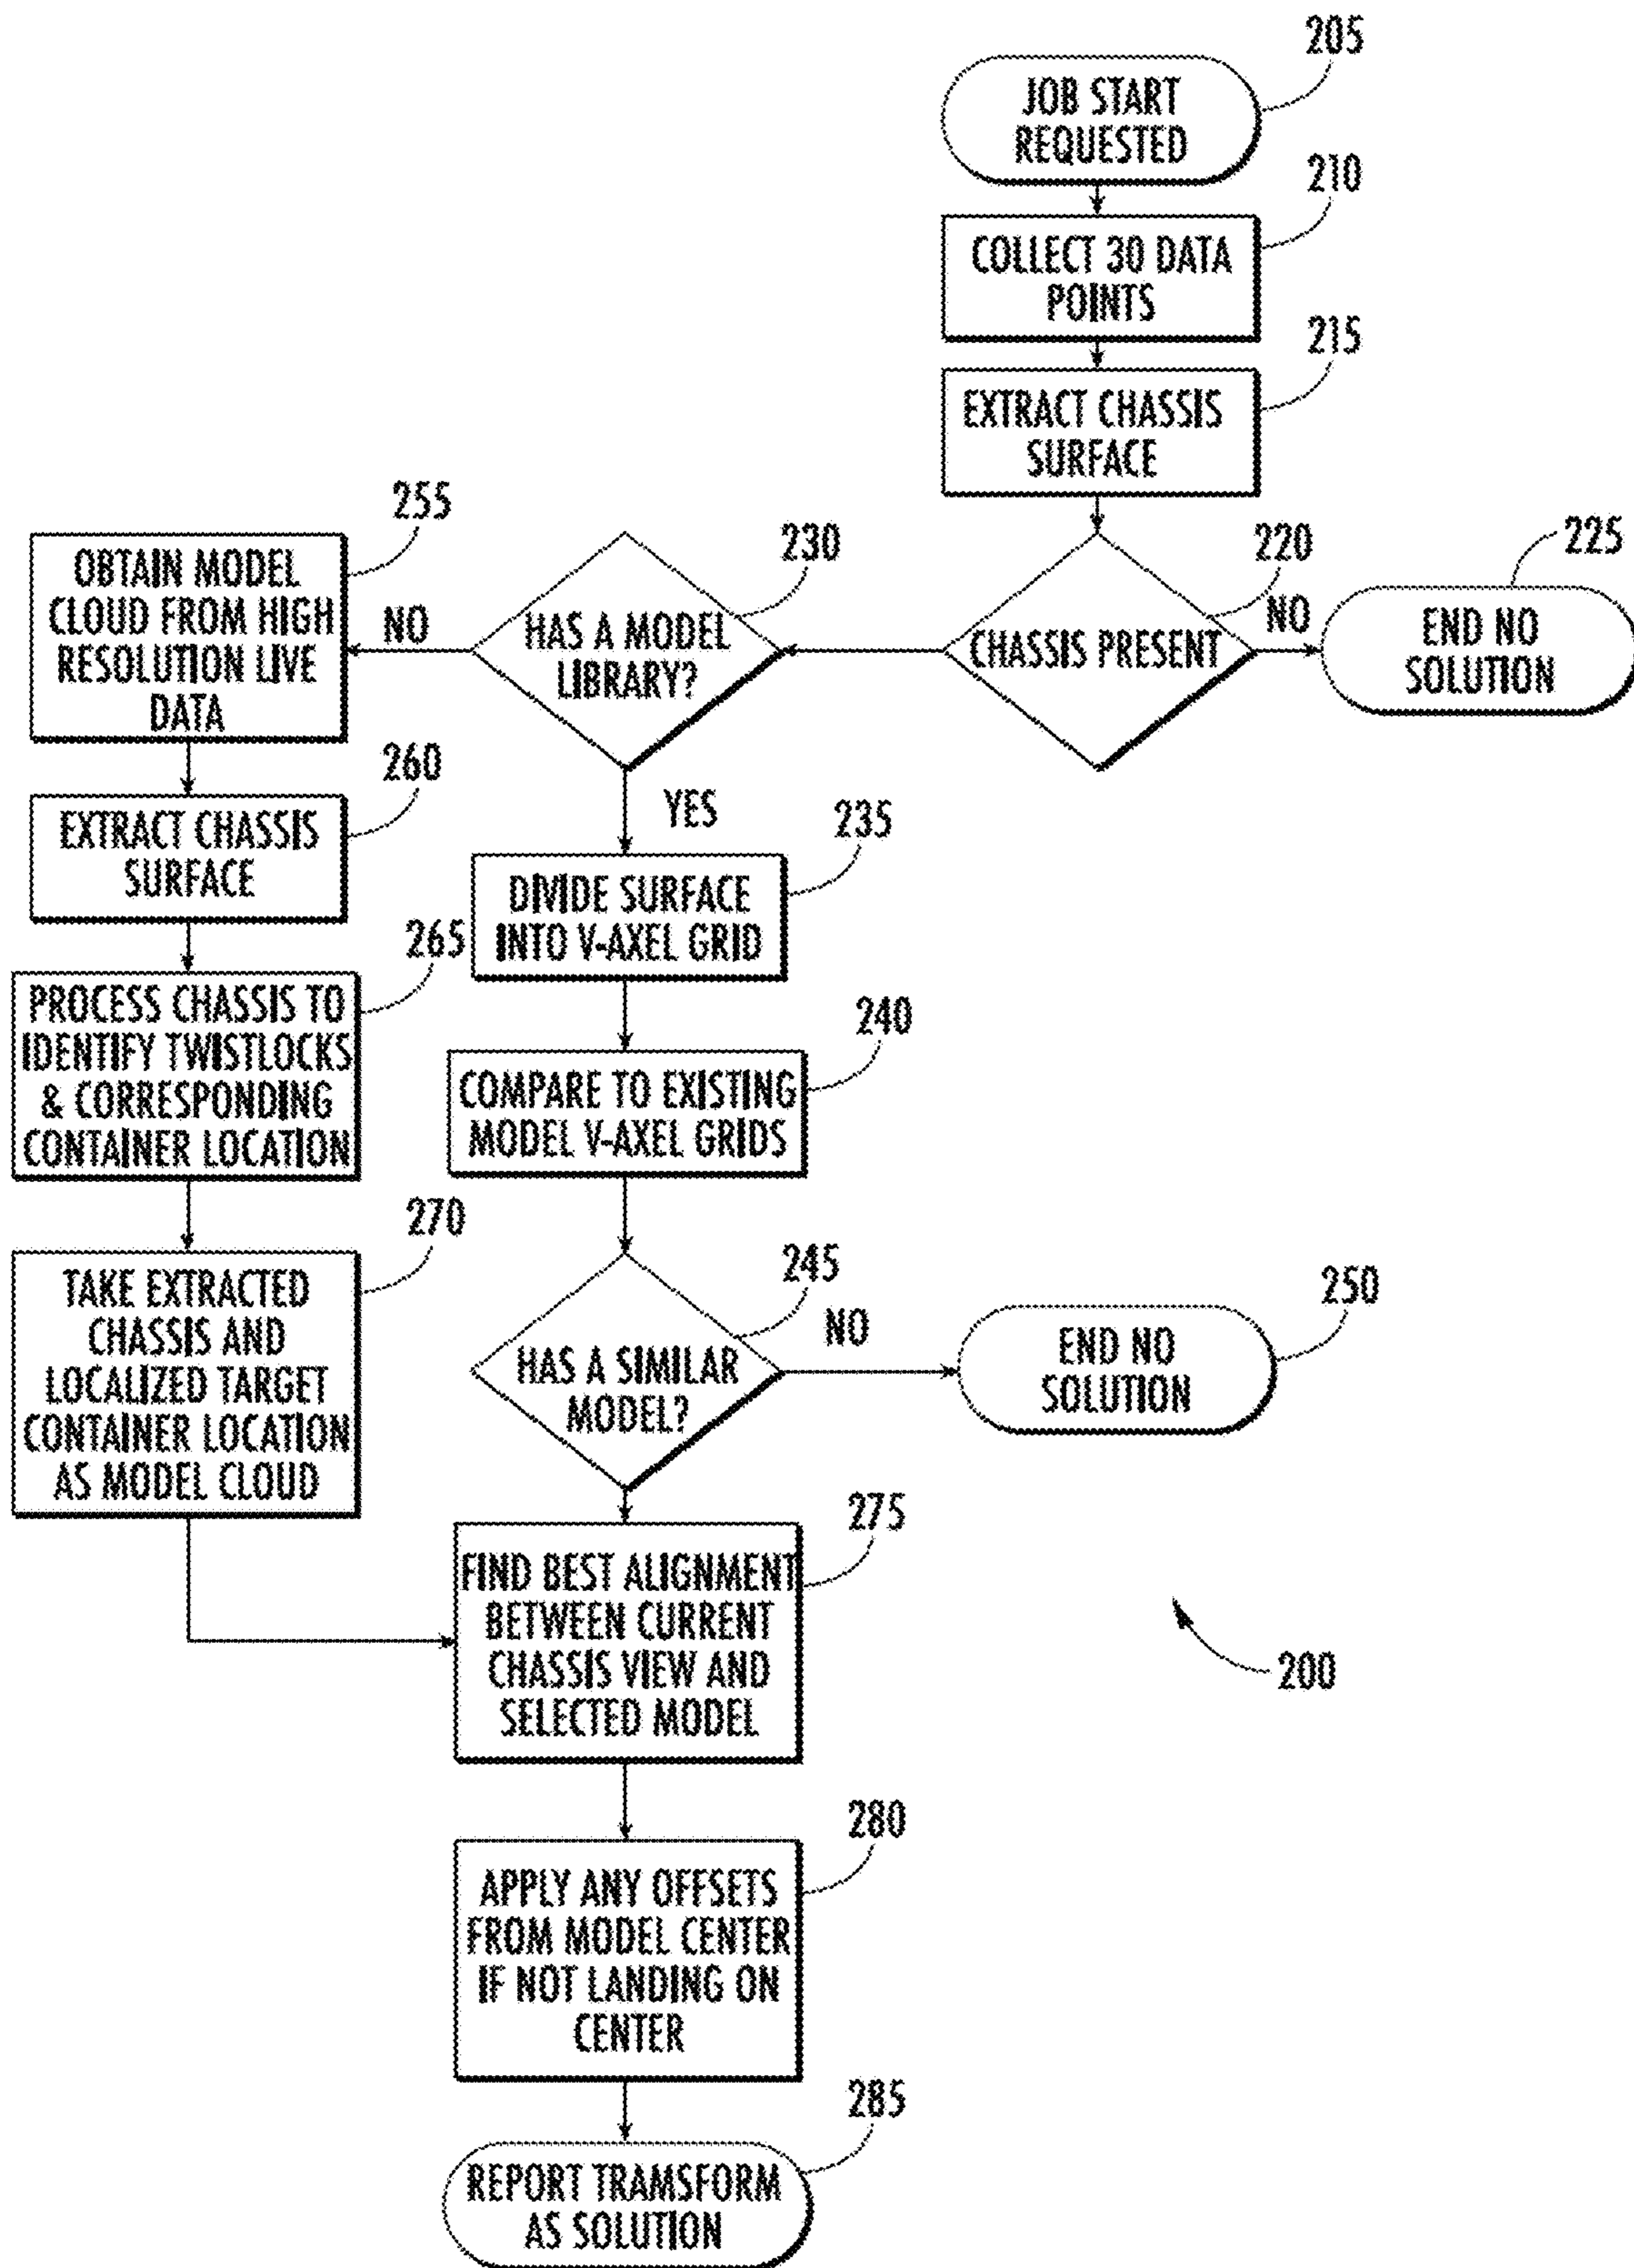 205
JOB START
REQUESTED
210
COLLECT 30 DATA
POINTS
215
EXTRACT CHASSIS
SURFACE
220
CHASSIS PRESENT
NO
225
END NO
SOLUTION
230
HAS A MODEL
LIBRARY?
NO
YES
255
OBTAIN MODEL
CLOUD FROM HIGH
RESOLUTION LIVE
DATA
260
EXTRACT CHASSIS
SURFACE
265
PROCESS CHASSIS TO
IDENTIFY TWISTLOCKS
& CORRESPONDING
CONTAINER LOCATION
270
TAKE EXTRACTED
CHASSIS AND
LOCALIZED TARGET
CONTAINER LOCATION
AS MODEL CLOUD
235
DIVIDE SURFACE
INTO V-AXEL GRID
240
COMPARE TO EXISTING
MODEL V-AXEL GRIDS
245
HAS A SIMILAR
MODEL?
NO
250
END NO
SOLUTION
275
FIND BEST ALIGNMENT
BETWEEN CURRENT
CHASSIS VIEW AND
SELECTED MODEL
200
280
APPLY ANY OFFSETS
FROM MODEL CENTER
IF NOT LANDING ON
CENTER
285
REPORT TRAMSFORM
AS SOLUTION